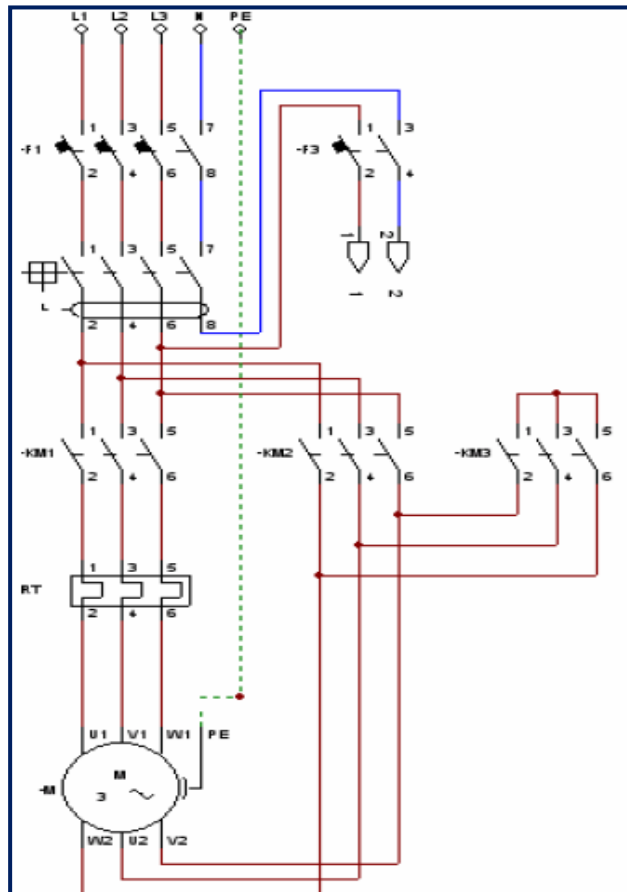 L1 L2 L3 N PE
1 3 5 7 1 3
-F1 -F3
2 4 6 8 2 4
1 3 5 7 1 2
L 1 2
2 4 6 8
1 3 5 1 3 5 1 3 5
-KM1 -KM2 -KM3
2 4 6 2 4 6 2 4 6
1 3 5
RT
2 4 6
U1 V1 W1 PE
M
-M 3
W2 U2 V2